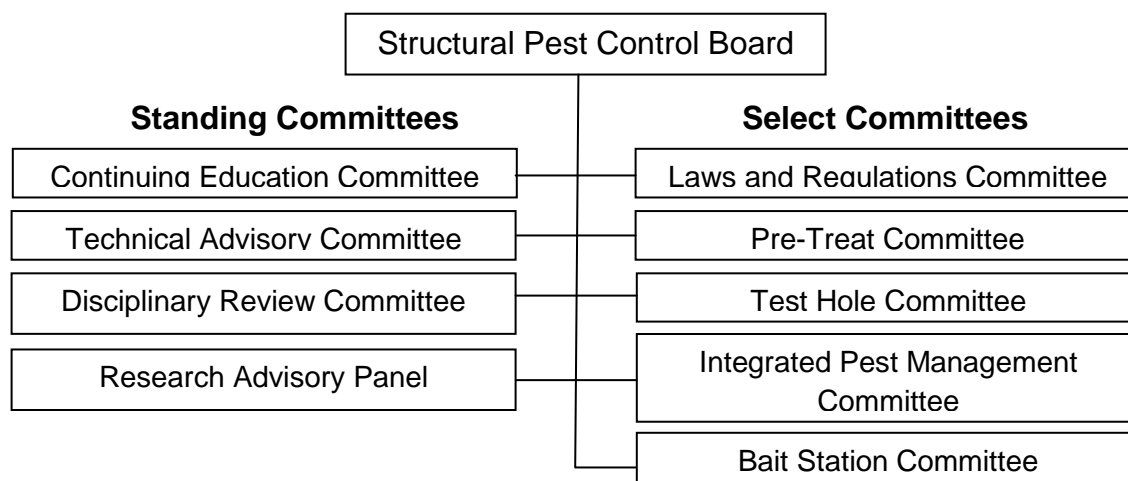 Structural Pest Control Board
Standing Committees
Continuing Education Committee
Technical Advisory Committee
Disciplinary Review Committee
Research Advisory Panel
Select Committees
Laws and Regulations Committee
Pre-Treat Committee
Test Hole Committee
Integrated Pest Management
Committee
Bait Station Committee